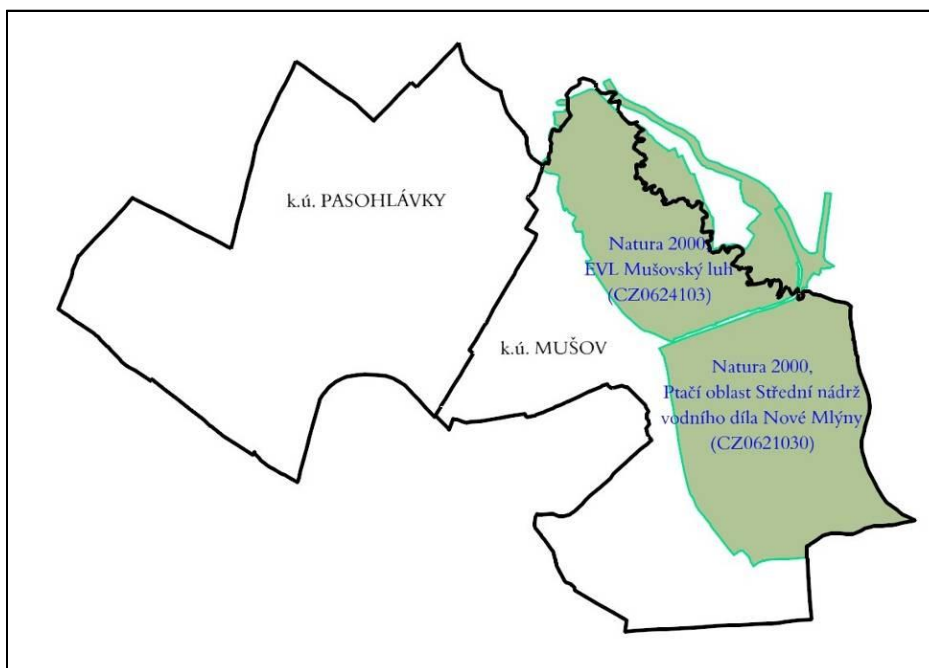 k.ú. PASOHLÁVKY
Natura 2000,
EVL Mušovský luh
(CZ0624103)
k.ú. MUŠOV
Natura 2000,
Ptačí oblast Střední nádrž
vodního díla Nové Mlýny
(CZ0621030)